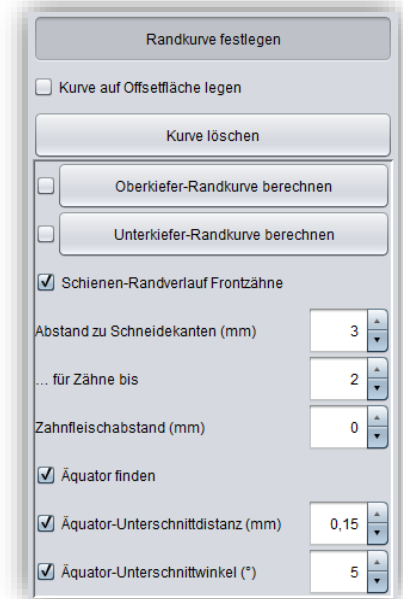 Randkurve festlegen
Kurve auf Offsetfläche legen
Kurve löschen
Oberkiefer-Randkurve berechnen
Unterkiefer-Randkurve berechnen
Schienen-Randverlauf Frontzähne
Abstand zu Schneidekanten (mm) 3
... für Zähne bis 2
Zahnfleischabstand (mm) 0
Äquator finden
Äquator-Unterschnittdistanz (mm) 0,15
Äquator-Unterschnittwinkel (°) 5